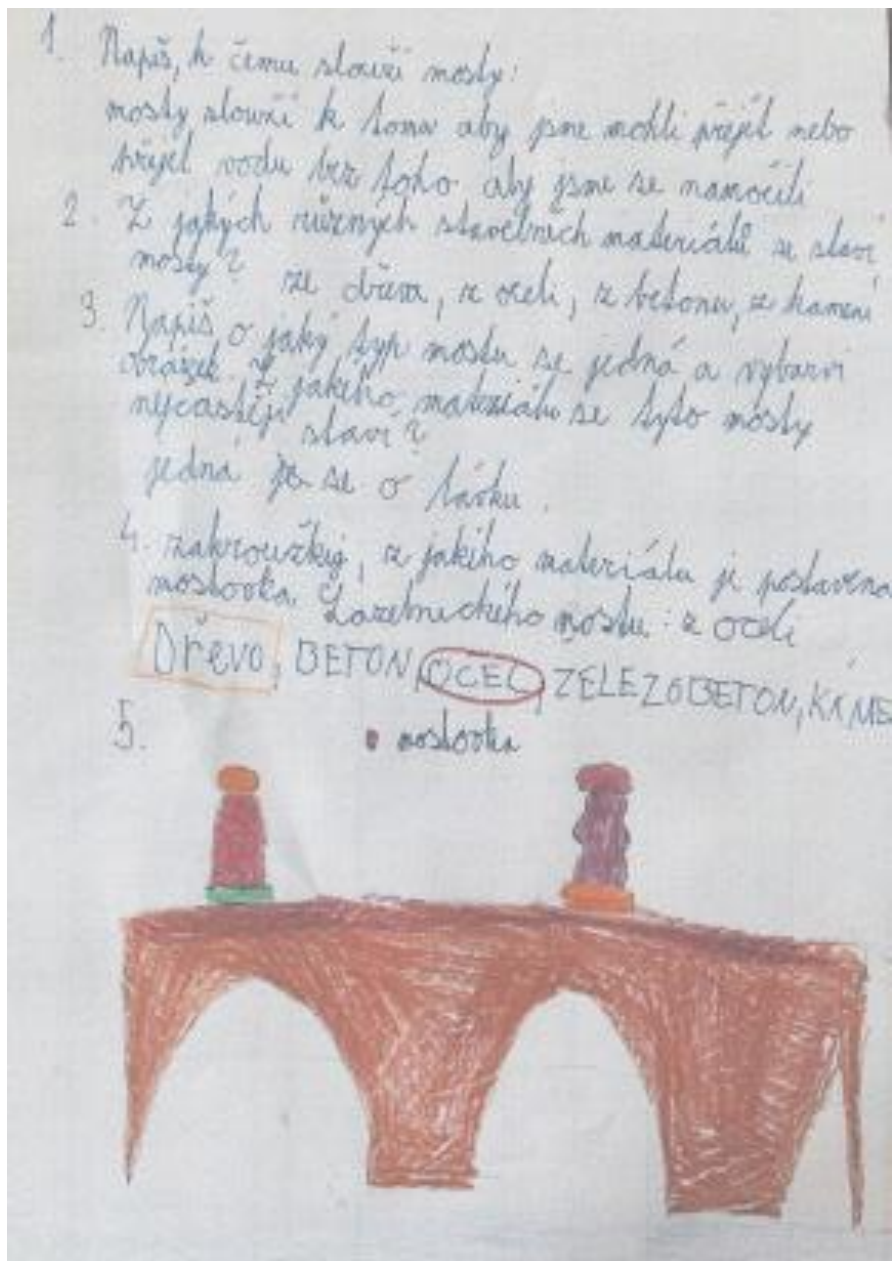 1. Napiš, k čemu slouží mosty:
mosty slouží k tomu aby jsme mohli přejít nebo
přejet vodu bez toho aby jsme se namočili
2. Z jakých různých stavebních materiálů se staví
mosty? ze dřeva, z oceli, z betonu, z kamení
3. Napiš, o jaký typ mostu se jedná a vybarvi
obrázek. Z jakého materiálu se tyto mosty
nejčastěji staví?
jedná se o lávku.
4. zakroužkuj, z jakého materiálu je postavena
mostovka Lazebnického mostu: z oceli
Dřevo, BETON, OCEL, ŽELEZOBETON, KÁME
5. mostovka